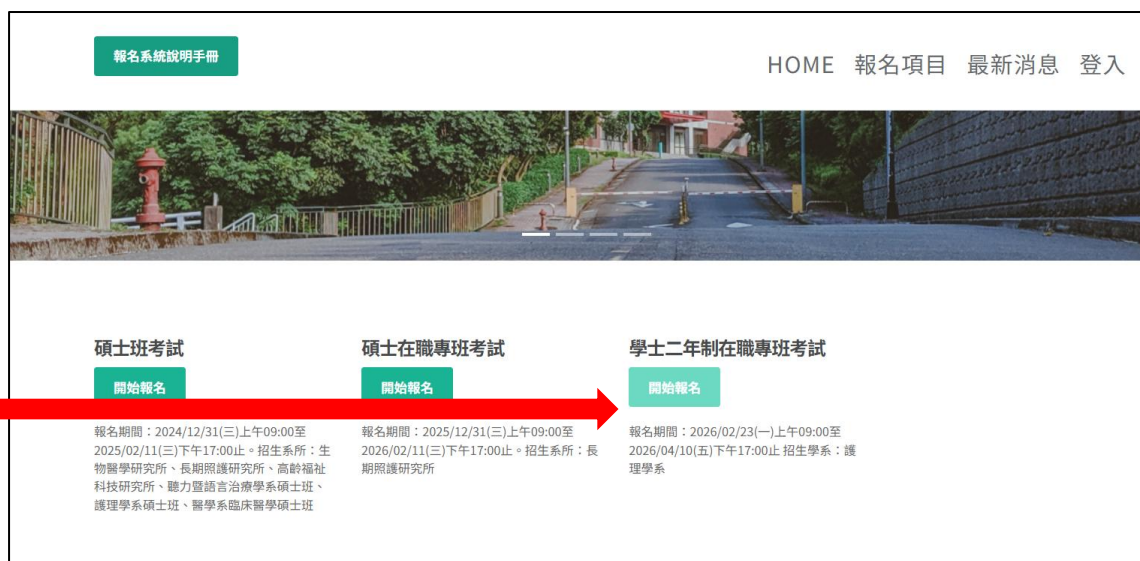 報名系統說明手冊
HOME 報名項目 最新消息 登入
碩士班考試
開始報名
報名期間：2024/12/31(三)上午09:00至
2025/02/11(三)下午17:00止。招生系所：生
物醫學研究所、長期照護研究所、高齡福祉
科技研究所、聽力暨語言治療學系碩士班、
護理學系碩士班、醫學系臨床醫學碩士班
碩士在職專班考試
開始報名
報名期間：2025/12/31(三)上午09:00至
2026/02/11(三)下午17:00止。招生系所：長
期照護研究所
學士二年制在職專班考試
開始報名
報名期間：2026/02/23(一)上午09:00至
2026/04/10(五)下午17:00止 招生學系：護
理學系